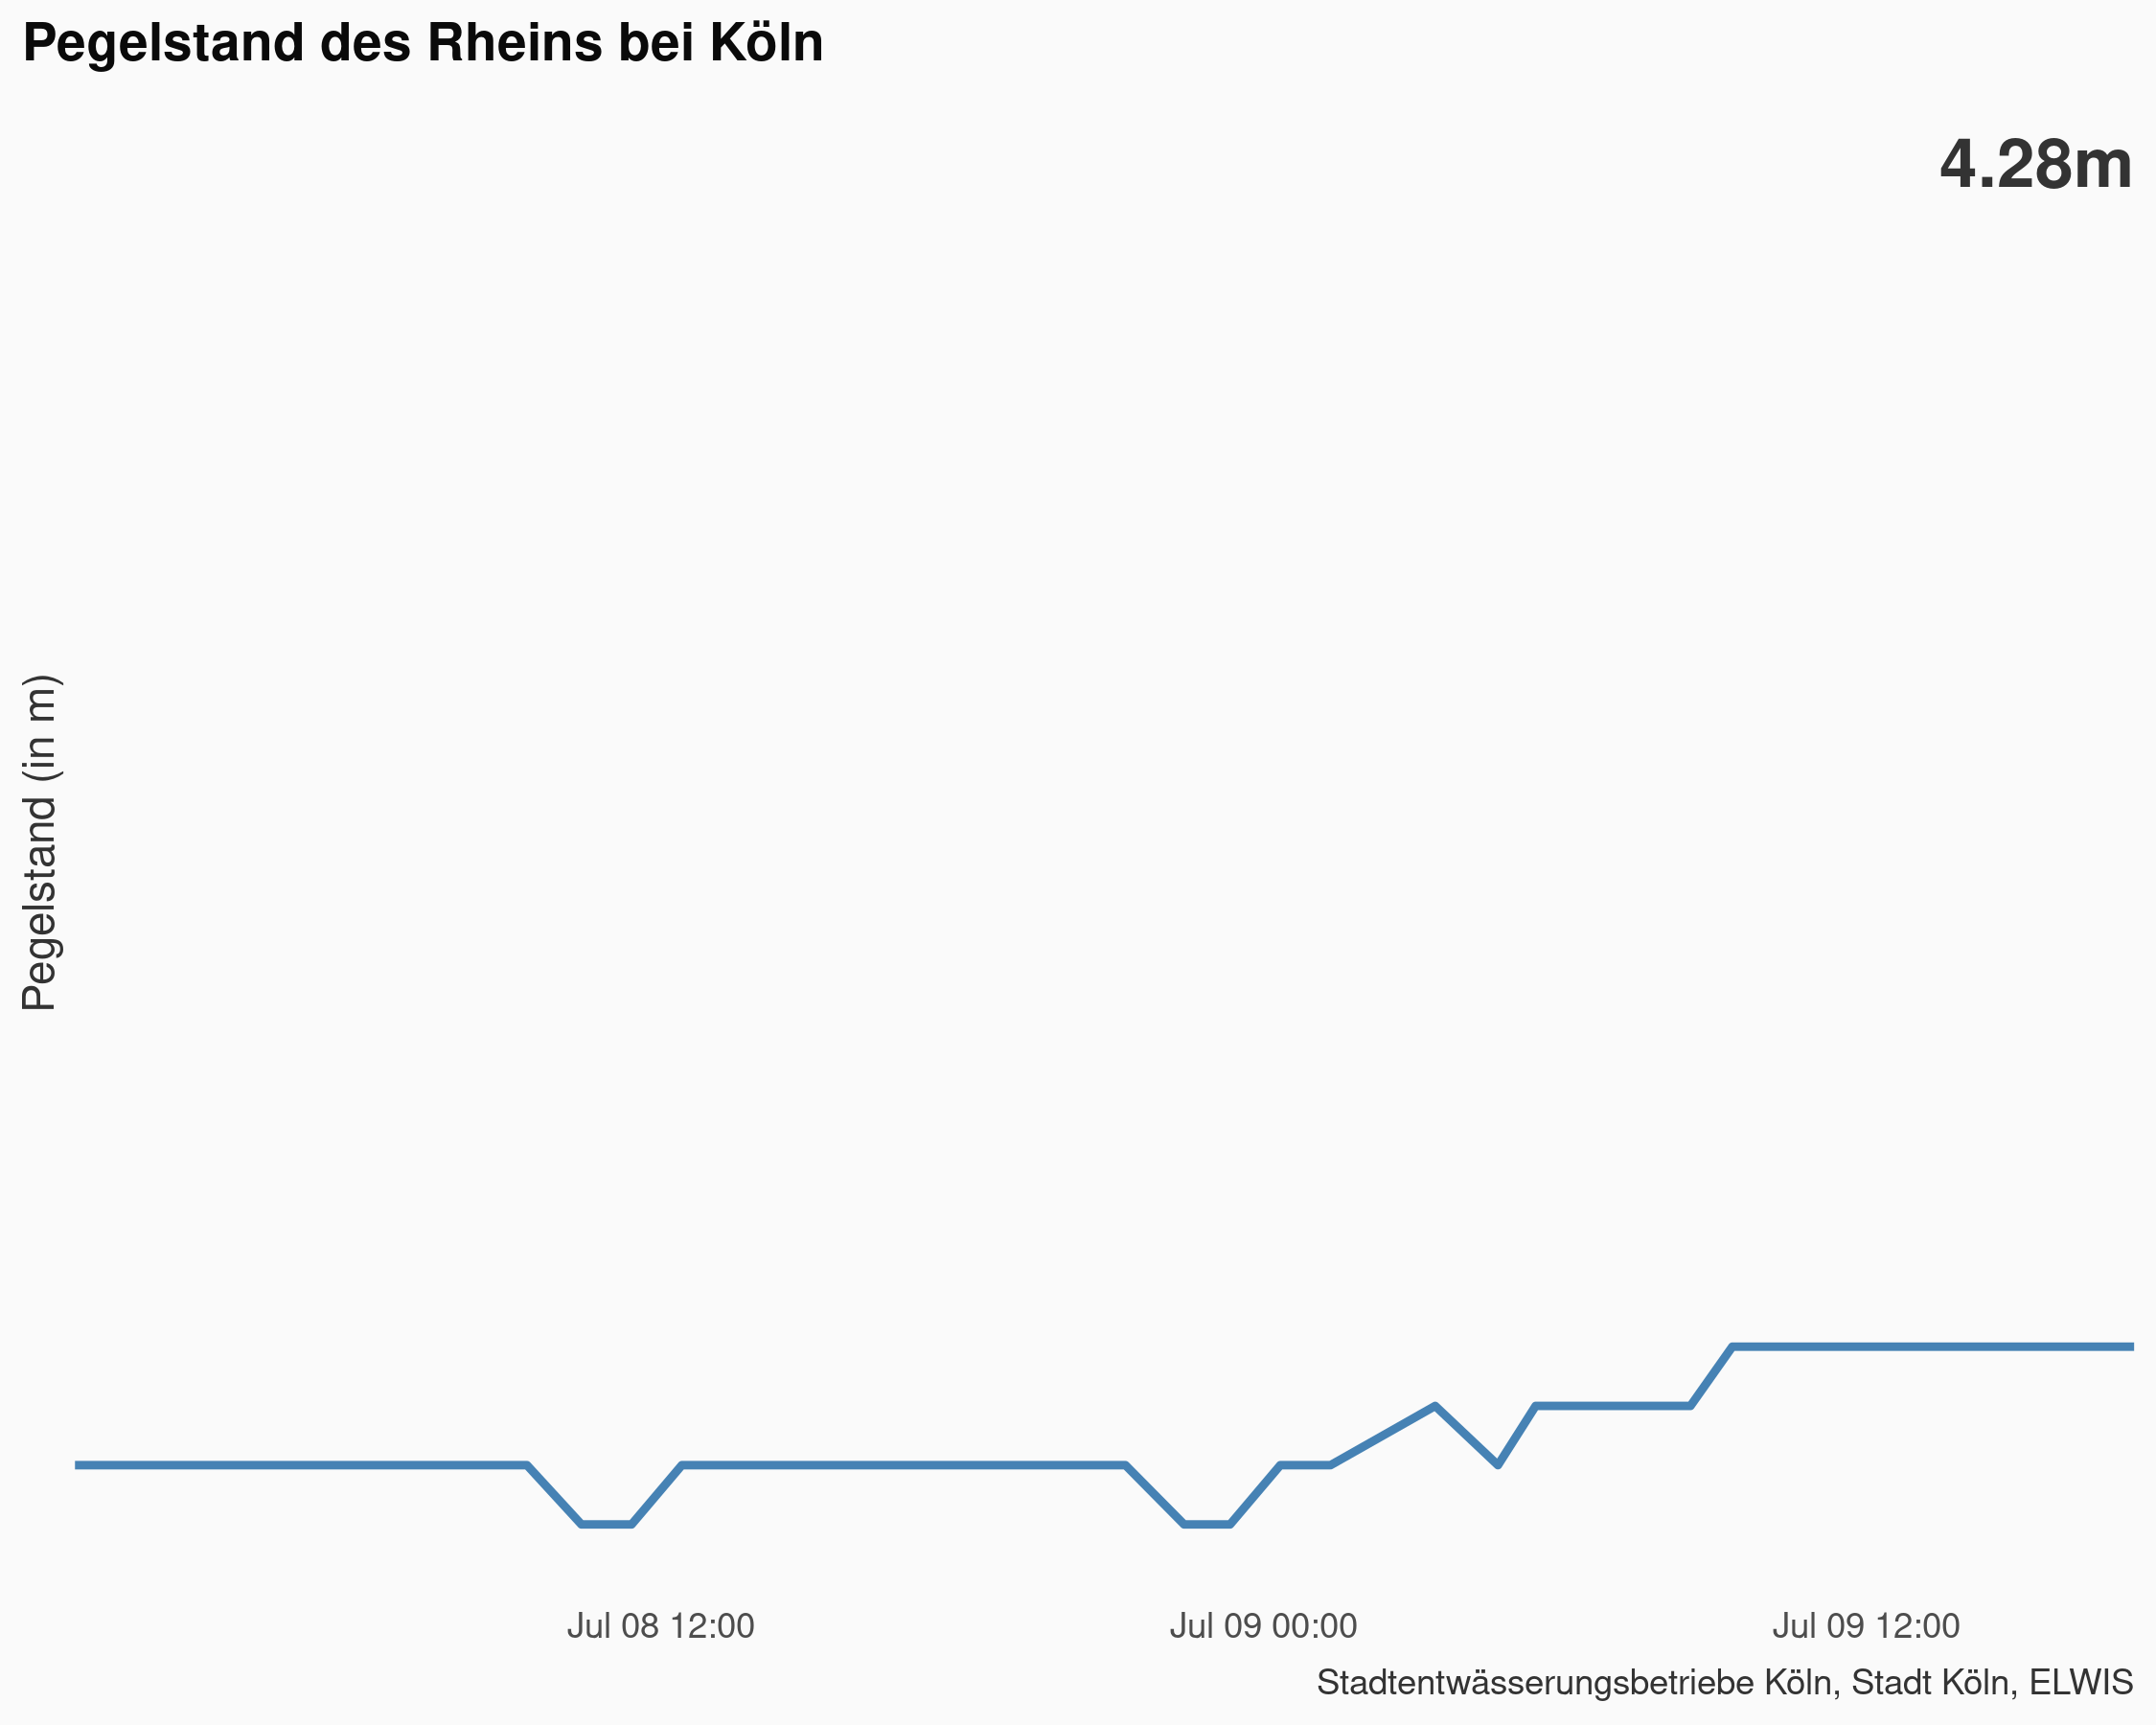 Pegelstand des Rheins bei Köln
4.28m
Pegelstand (in m)
Jul 08 12:00
Jul 09 00:00
Jul 09 12:00
Stadtentwässerungsbetriebe Köln, Stadt Köln, ELWIS